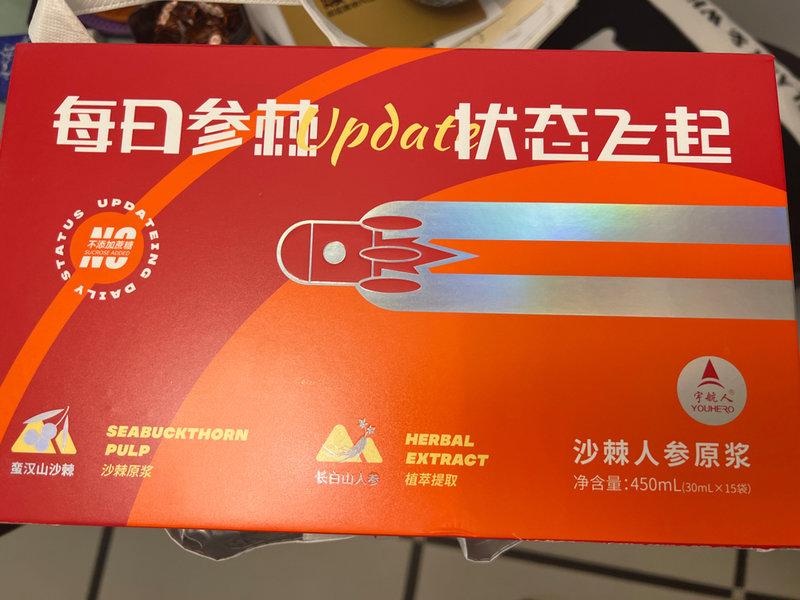 每日参棘Update状态飞起
STATUS UPDATEING DAILY
NO
不添加蔗糖
SUCROSE ADDED
宇航人®
YOUHERO
蛮汉山沙棘
SEABUCKTHORN
PULP
沙棘原浆
长白山人参
HERBAL
EXTRACT
植萃提取
沙棘人参原浆
净含量:450mL(30mL×15袋)